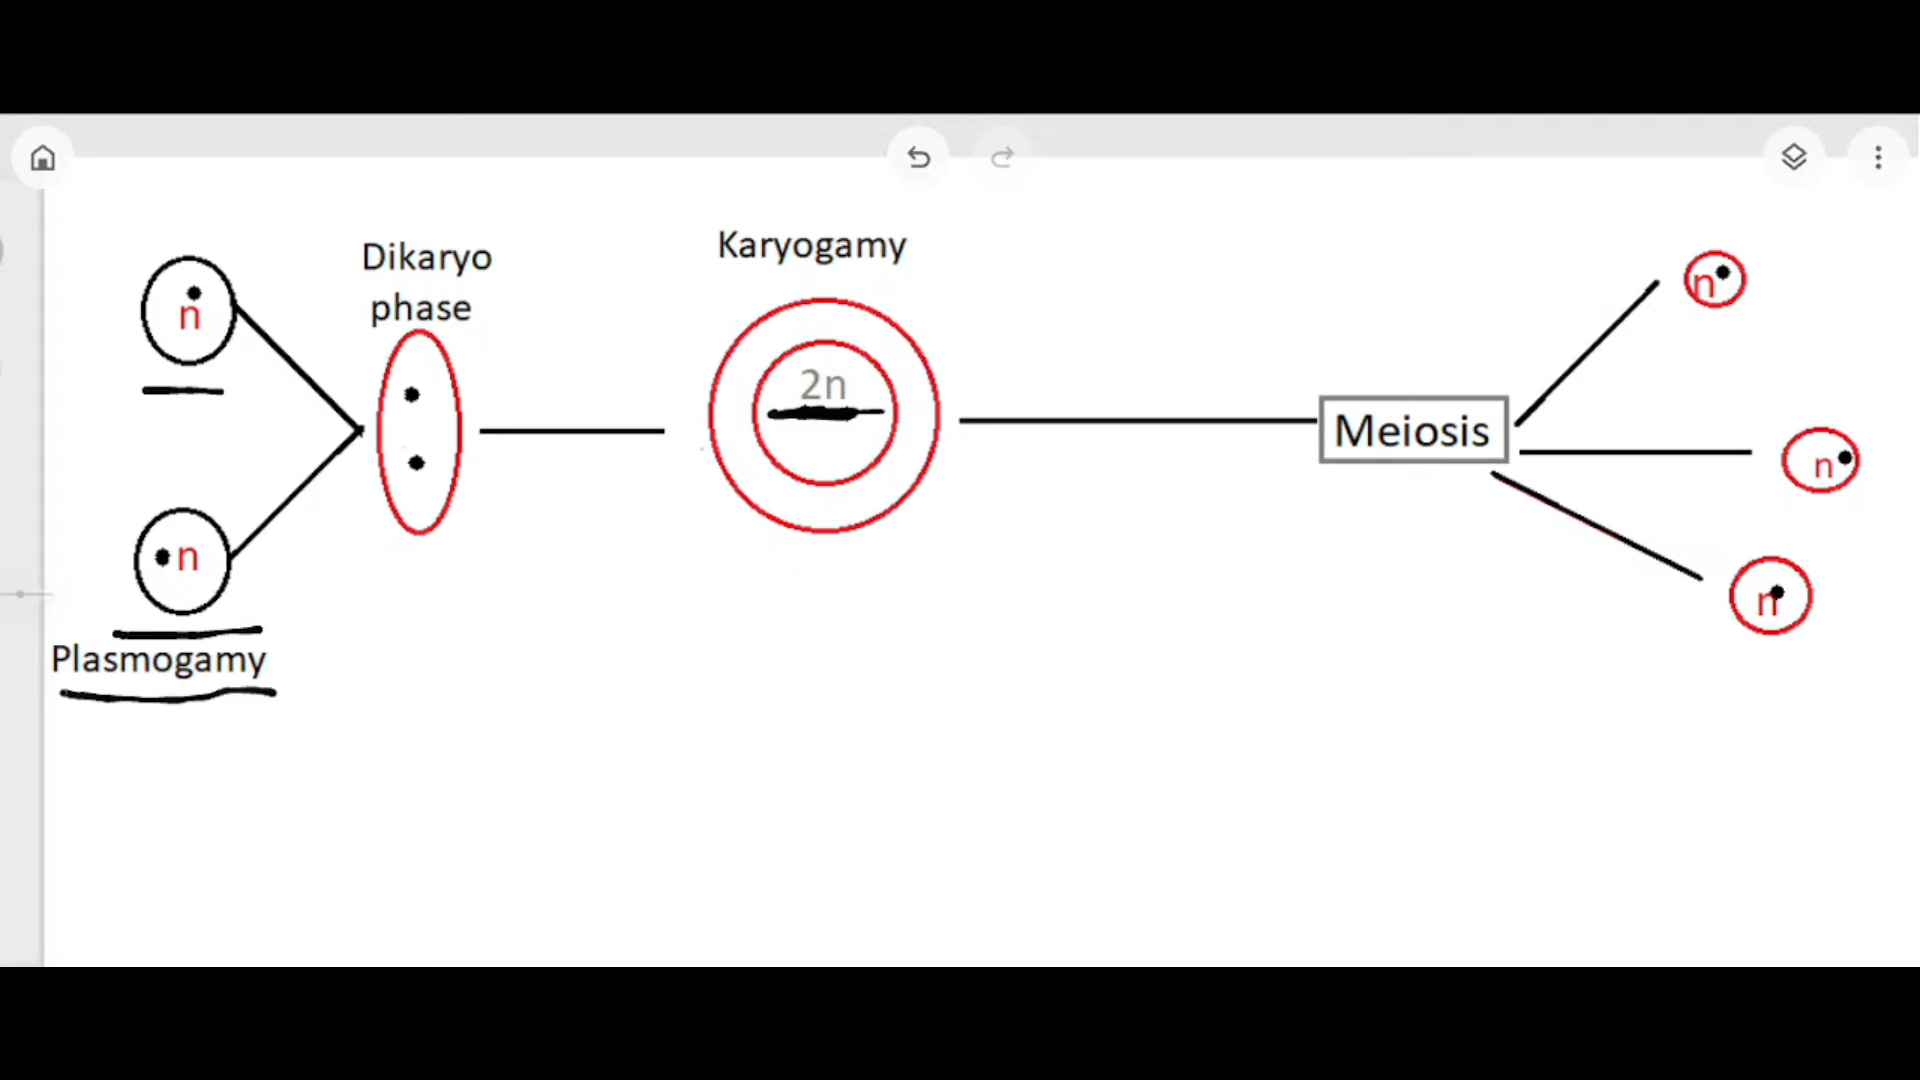 n
n
Plasmogamy
Dikaryo
phase
Karyogamy
2n
Meiosis
n
n
n